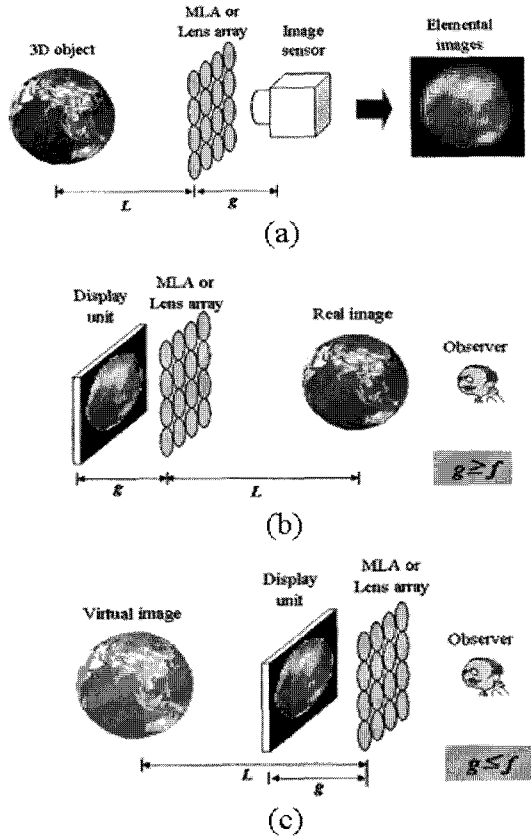 3D object
MLA or
Lens array
Image
sensor
Elemental
images
L
g
(a)
Display
unit
MLA or
Lens array
Real image
Observer
g
L
g ≥ f
(b)
Virtual image
Display
unit
MLA or
Lens array
Observer
L
g
g ≤ f
(c)